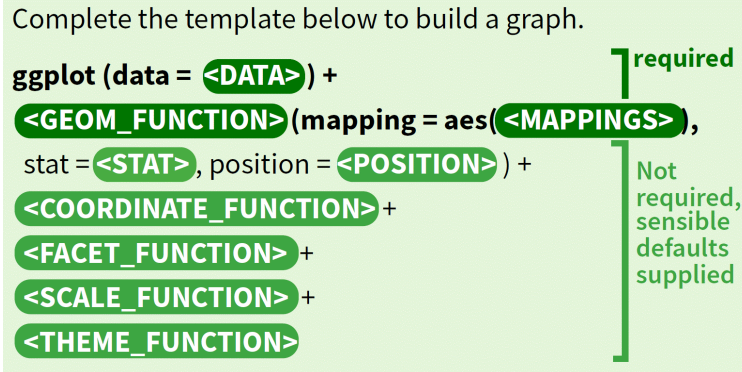 Complete the template below to build a graph.
required
ggplot (data = <DATA>) +
<GEOM_FUNCTION>(mapping = aes(<MAPPINGS>),
stat = <STAT>, position = <POSITION>) +
<COORDINATE_FUNCTION> +
<FACET_FUNCTION> +
<SCALE_FUNCTION> +
<THEME_FUNCTION>
Not
required,
sensible
defaults
supplied